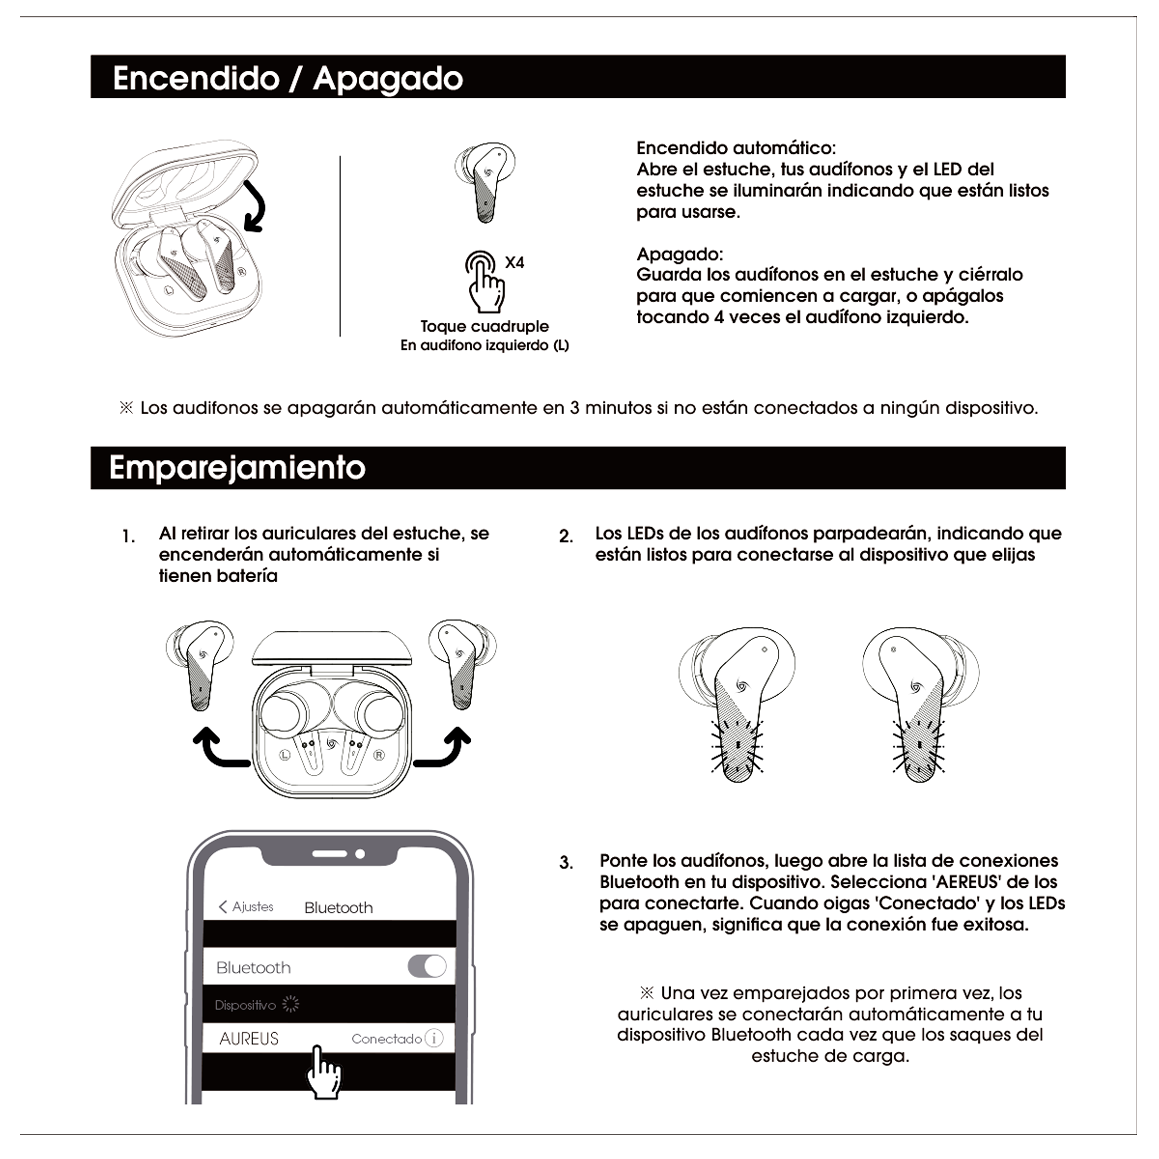 Encendido / Apagado
X4
Toque cuadruple
En audifono izquierdo (L)
L
R
Encendido automático:
Abre el estuche, tus audífonos y el LED del
estuche se iluminarán indicando que están listos
para usarse.
Apagado:
Guarda los audífonos en el estuche y ciérralo
para que comiencen a cargar, o apágalos
tocando 4 veces el audífono izquierdo.
※ Los audifonos se apagarán automáticamente en 3 minutos si no están conectados a ningún dispositivo.
Emparejamiento
1. Al retirar los auriculares del estuche, se
encenderán automáticamente si
tienen batería
L
R
2. Los LEDs de los audífonos parpadearán, indicando que
están listos para conectarse al dispositivo que elijas
< Ajustes Bluetooth
Bluetooth
Dispositivo
AUREUS Conectado i
3. Ponte los audífonos, luego abre la lista de conexiones
Bluetooth en tu dispositivo. Selecciona 'AEREUS' de los
para conectarte. Cuando oigas 'Conectado' y los LEDs
se apaguen, significa que la conexión fue exitosa.
※ Una vez emparejados por primera vez, los
auriculares se conectarán automáticamente a tu
dispositivo Bluetooth cada vez que los saques del
estuche de carga.